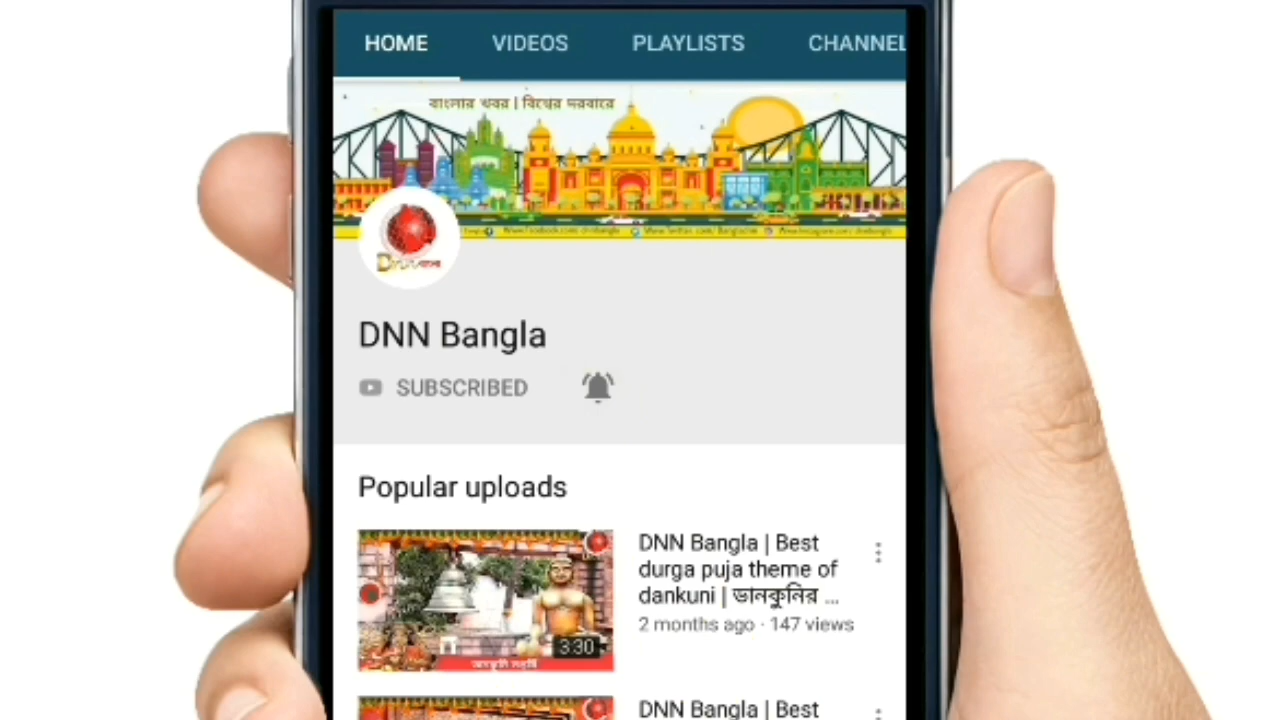 HOME VIDEOS PLAYLISTS CHANNEL
বাংলার খবর | বিশ্বের দরবারে
DNN Bangla
SUBSCRIBED
Popular uploads
DNN Bangla | Best
durga puja theme of
dankuni | ডানকুনির ...
2 months ago · 147 views
3:30
DNN Bangla | Best